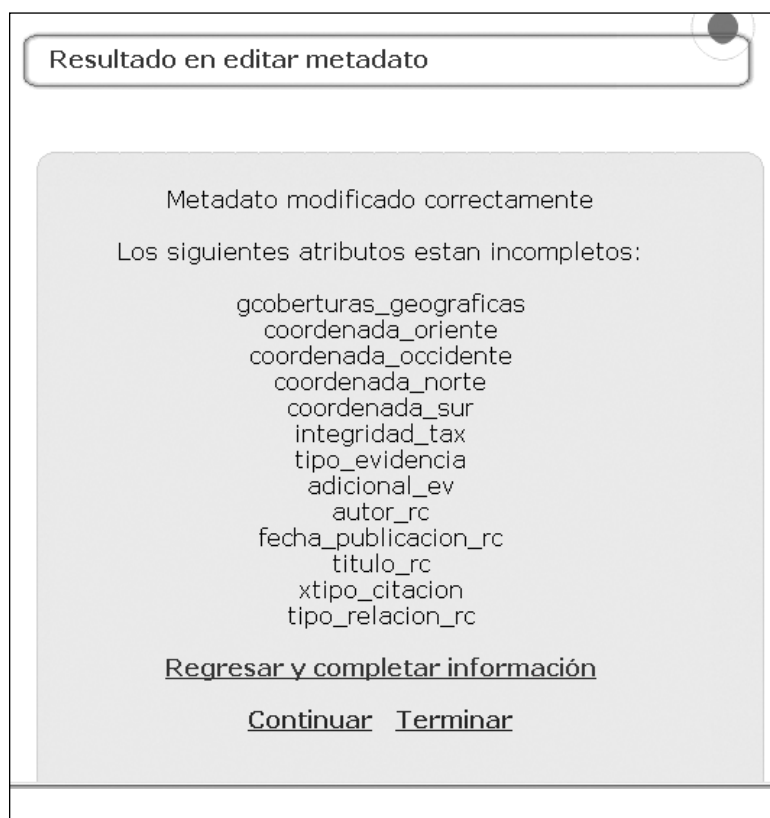 Resultado en editar metadato
Metadato modificado correctamente
Los siguientes atributos estan incompletos:
gcoberturas_geograficas
coordenada_oriente
coordenada_occidente
coordenada_norte
coordenada_sur
integridad_tax
tipo_evidencia
adicional_ev
autor_rc
fecha_publicacion_rc
titulo_rc
xtipo_citacion
tipo_relacion_rc
Regresar y completar información
Continuar Terminar